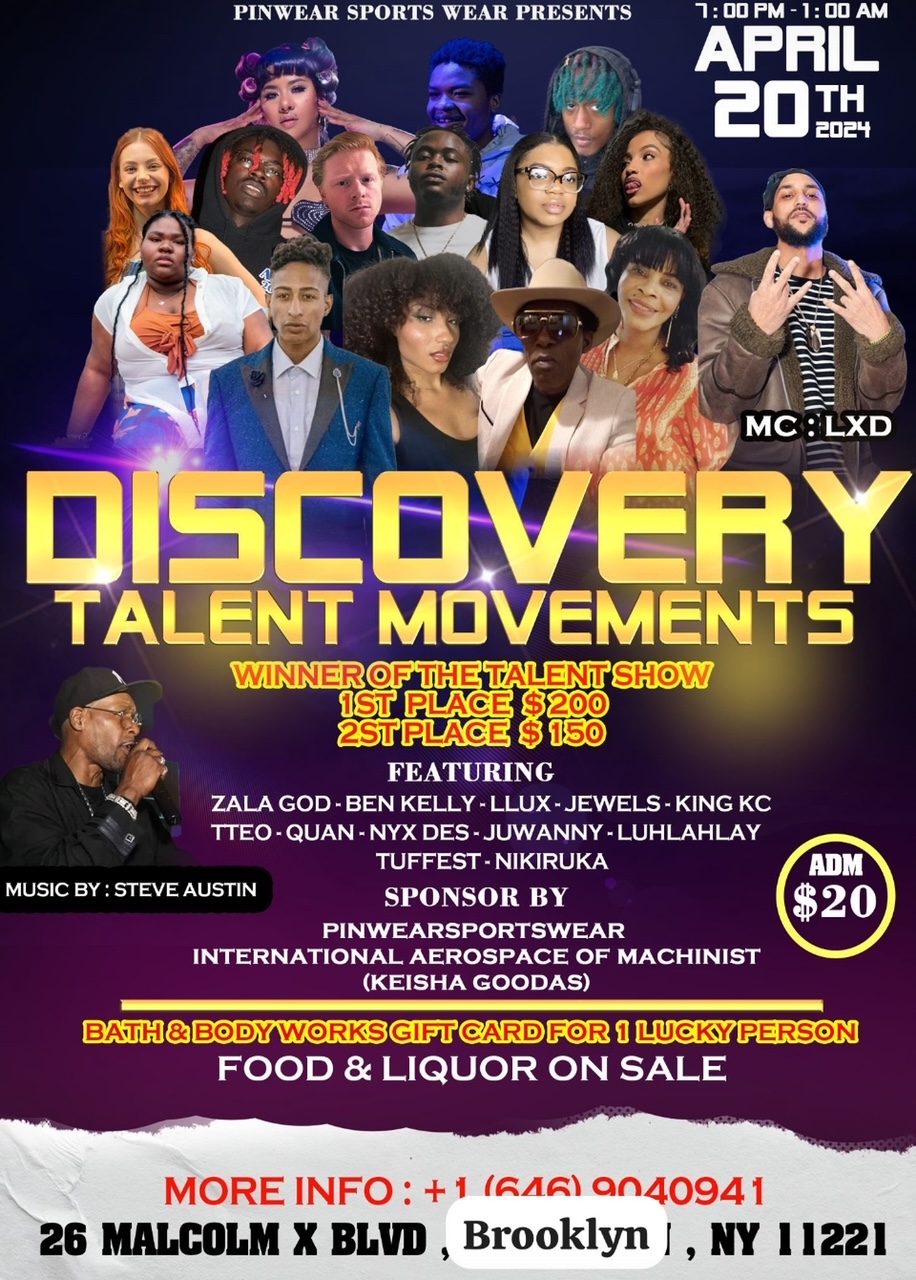 PINWEAR SPORTS WEAR PRESENTS
7:00 PM - 1:00 AM
APRIL
20TH
2024
MC : LXD
DISCOVERY
TALENT MOVEMENTS
WINNER OF THE TALENT SHOW
1ST PLACE $ 200
2ST PLACE $ 150
FEATURING
ZALA GOD - BEN KELLY - LLUX - JEWELS - KING KC
TTEO - QUAN - NYX DES - JUWANNY - LUHLAHLAY
TUFFEST - NIKIRUKA
MUSIC BY : STEVE AUSTIN
ADM
$20
SPONSOR BY
PINWEARSPORTSWEAR
INTERNATIONAL AEROSPACE OF MACHINIST
(KEISHA GOODAS)
BATH & BODY WORKS GIFT CARD FOR 1 LUCKY PERSON
FOOD & LIQUOR ON SALE
MORE INFO : +1 (646) 9040941
26 MALCOLM X BLVD , Brooklyn , NY 11221